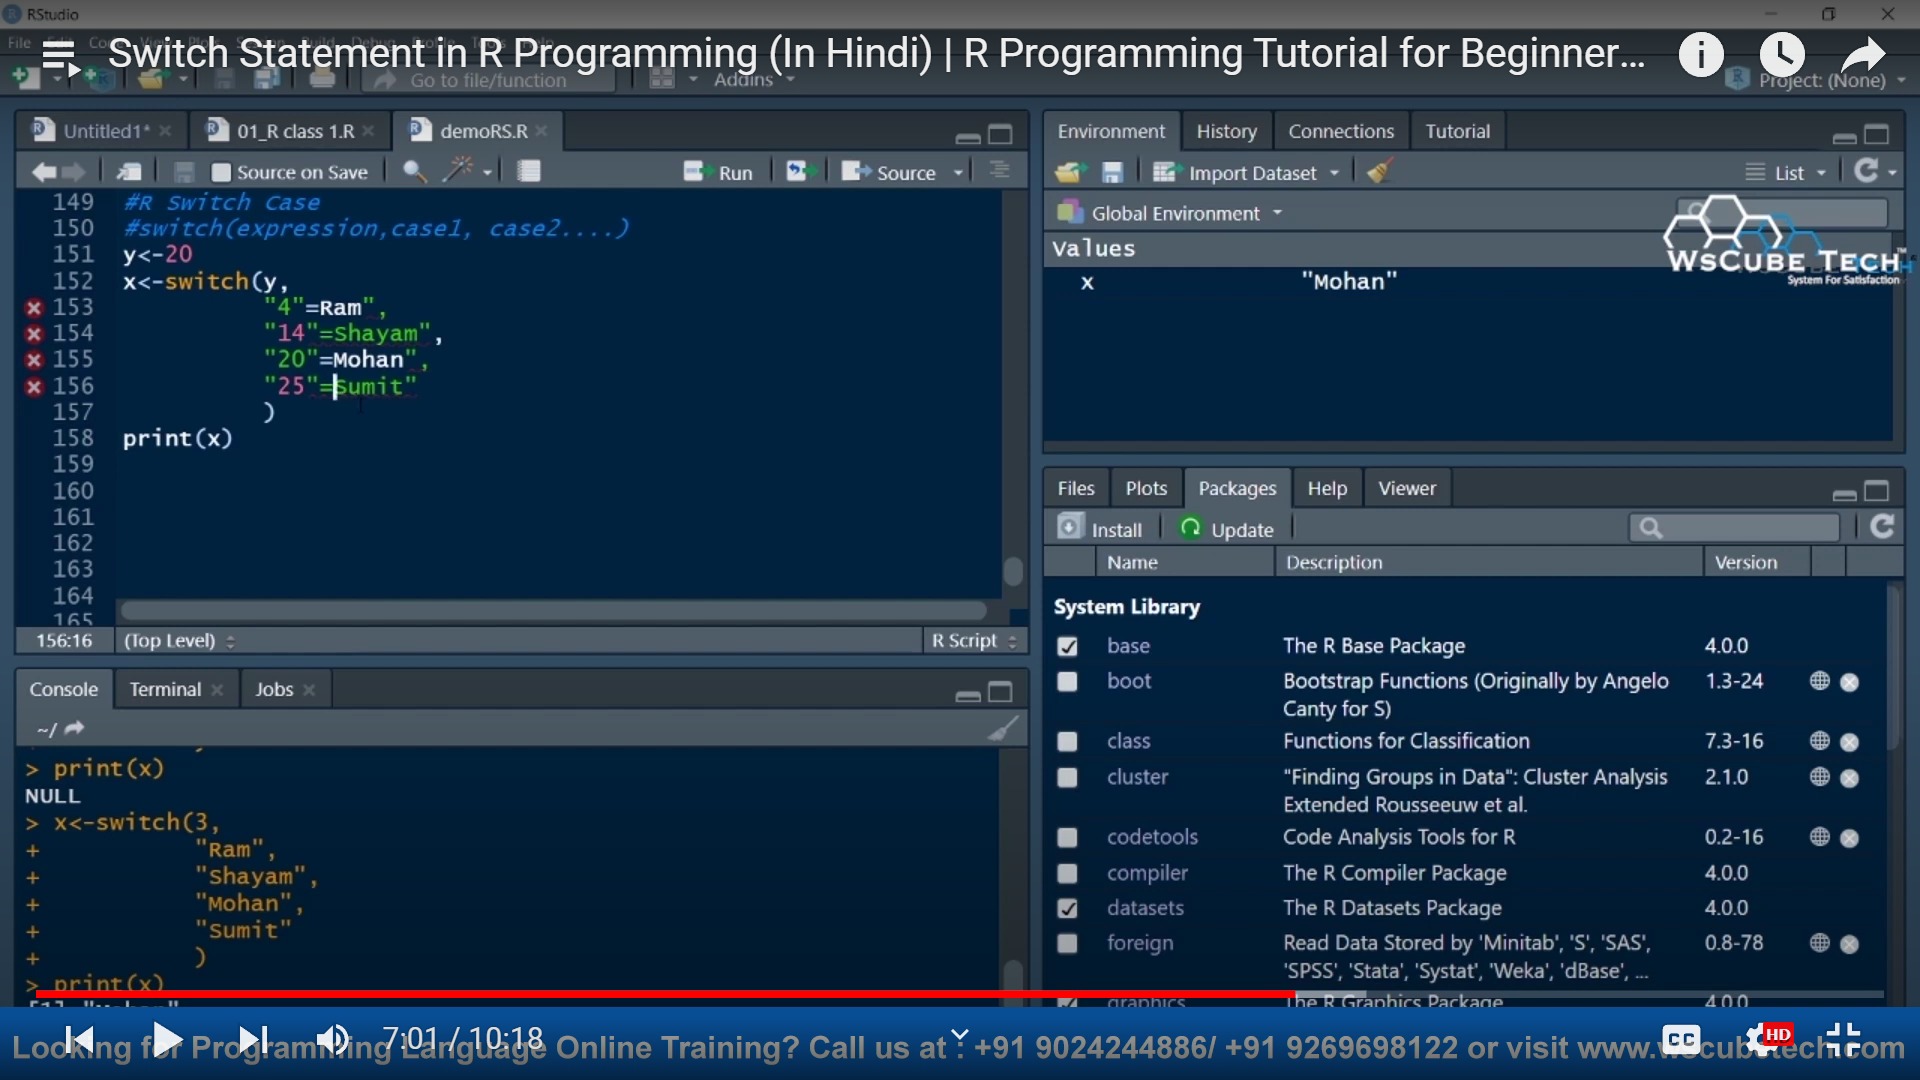 RStudio
Switch Statement in R Programming (In Hindi) | R Programming Tutorial for Beginner...
Go to file/function
Addins
Project: (None)
Untitled1*
01_R class 1.R
demoRS.R
Source on Save
Run
Source
149 #R Switch Case
150 #switch(expression,case1, case2....)
151 y<-20
152 x<-switch(y,
153 "4"=Ram",
154 "14"=Shayam",
155 "20"=Mohan",
156 "25"=Sumit"
157 )
158 print(x)
159
160
161
162
163
164
165
156:16 (Top Level) R Script
Console Terminal Jobs
~/
> print(x)
NULL
> x<-switch(3,
+ "Ram",
+ "Shayam",
+ "Mohan",
+ "Sumit"
+ )
> print(x)
[1] "Mohan"
Environment History Connections Tutorial
Import Dataset
List
Global Environment
WsCube Tech
TM
System For Satisfaction
Values
x "Mohan"
Files Plots Packages Help Viewer
Install Update
Name Description Version
System Library
base The R Base Package 4.0.0
boot Bootstrap Functions (Originally by Angelo 1.3-24
Canty for S)
class Functions for Classification 7.3-16
cluster "Finding Groups in Data": Cluster Analysis 2.1.0
Extended Rousseeuw et al.
codetools Code Analysis Tools for R 0.2-16
compiler The R Compiler Package 4.0.0
datasets The R Datasets Package 4.0.0
foreign Read Data Stored by 'Minitab', 'S', 'SAS', 0.8-78
'SPSS', 'Stata', 'Systat', 'Weka', 'dBase', ...
graphics The R Graphics Package 4.0.0
7:01 / 10:18
CC
HD
Looking for Programming Language Online Training? Call us at : +91 9024244886/ +91 9269698122 or visit www.wscubetech.com